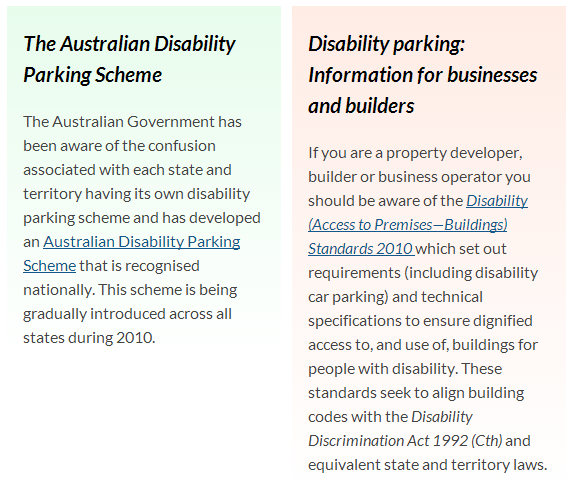 The Australian Disability
Parking Scheme
The Australian Government has
been aware of the confusion
associated with each state and
territory having its own disability
parking scheme and has developed
an Australian Disability Parking
Scheme that is recognised
nationally. This scheme is being
gradually introduced across all
states during 2010.
Disability parking:
Information for businesses
and builders
If you are a property developer,
builder or business operator you
should be aware of the Disability
(Access to Premises—Buildings)
Standards 2010 which set out
requirements (including disability
car parking) and technical
specifications to ensure dignified
access to, and use of, buildings for
people with disability. These
standards seek to align building
codes with the Disability
Discrimination Act 1992 (Cth) and
equivalent state and territory laws.